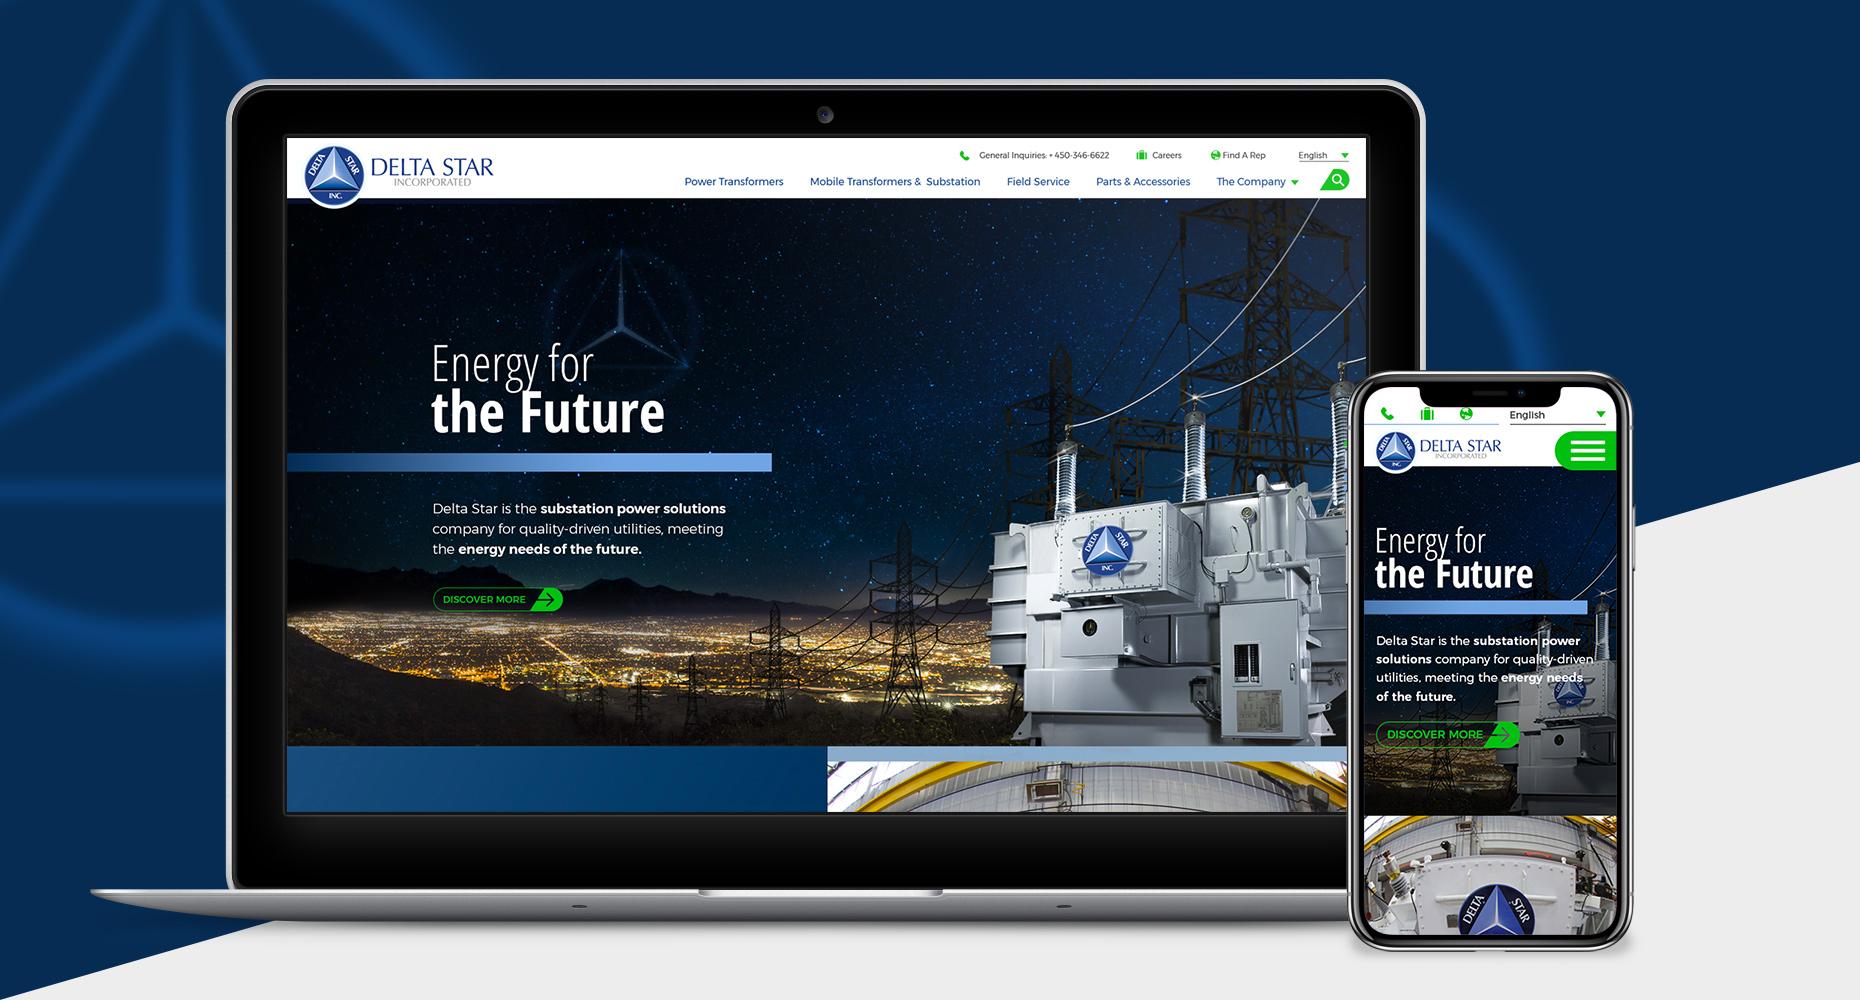 DELTA STAR INC.
DELTA STAR
INCORPORATED
General Inquiries: + 450-346-6622
Careers
Find A Rep
English
Power Transformers
Mobile Transformers & Substation
Field Service
Parts & Accessories
The Company
Energy for
the Future
Delta Star is the substation power solutions
company for quality-driven utilities, meeting
the energy needs of the future.
DISCOVER MORE
DELTA STAR INC.
English
DELTA STAR INC.
DELTA STAR
INCORPORATED
Energy for
the Future
Delta Star is the substation power
solutions company for quality-driven
utilities, meeting the energy needs
of the future.
DISCOVER MORE
DELTA STAR